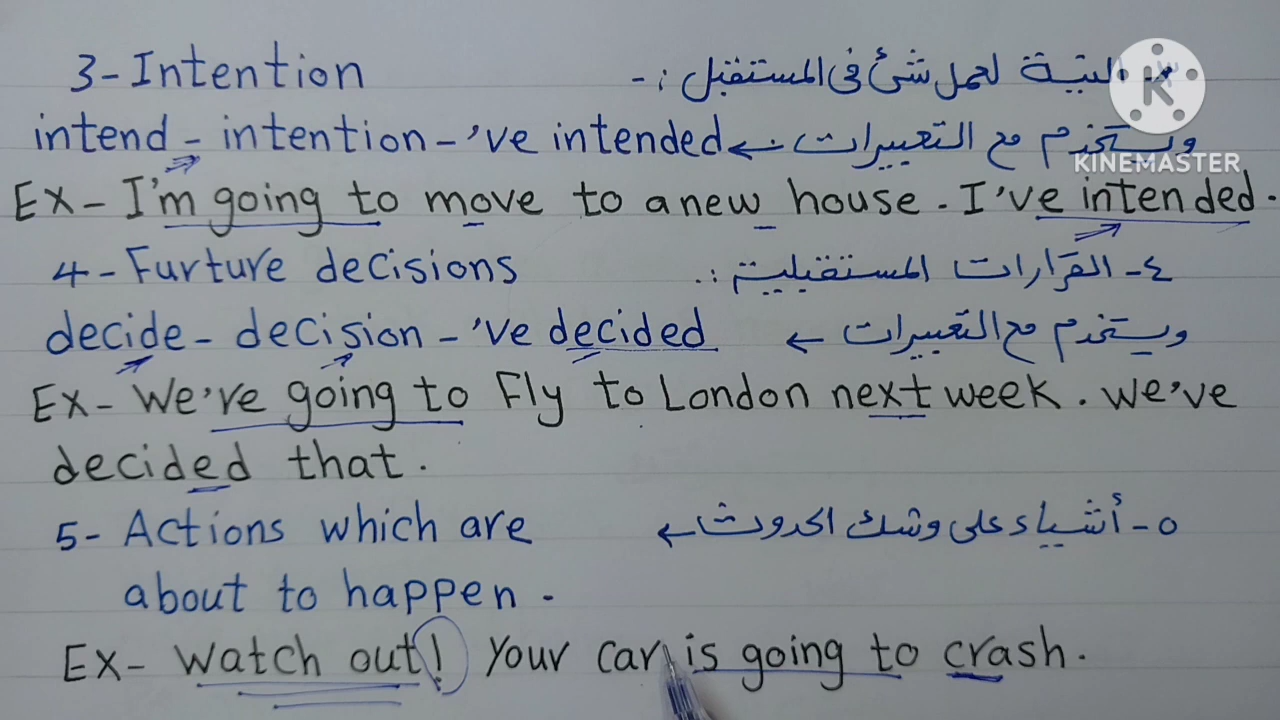 3- Intention ٣- النية لعمل شئ فى المستقبل :-
intend - intention - 've intended ← ويستخدم مع التعبيرات
Ex - I'm going to move to a new house. I've intended.
4- Furture decisions ٤- القرارات المستقبلية :.
decide - decision - 've decided ← ويستخدم مع التعبيرات
Ex - We're going to Fly to London next week. We've
decided that.
5- Actions which are ٥- أشياء على وشك الحدوث ←
about to happen.
Ex - Watch out! Your car is going to crash.
K
KINEMASTER